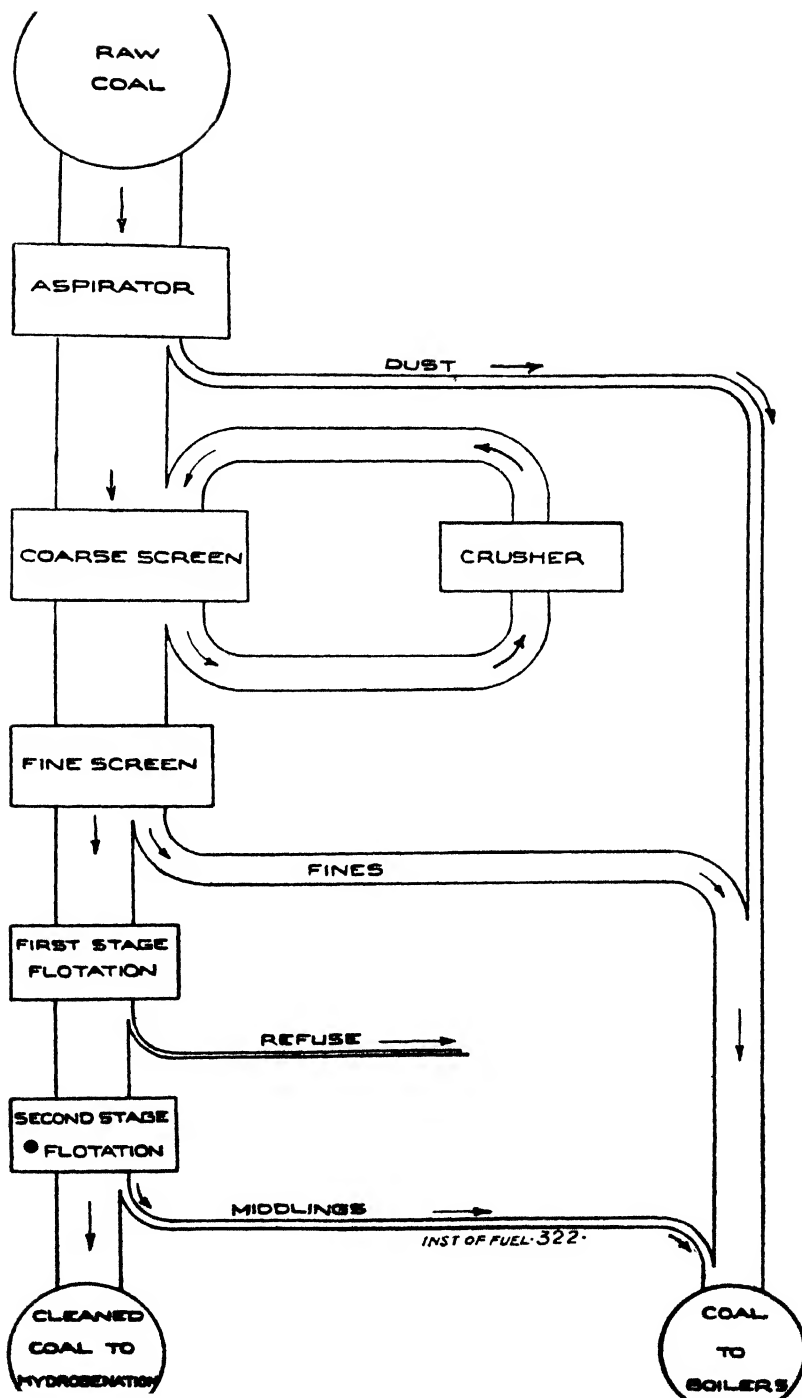 RAW
COAL
ASPIRATOR
DUST
COARSE SCREEN
CRUSHER
FINE SCREEN
FINES
FIRST STAGE
FLOTATION
REFUSE
SECOND STAGE
FLOTATION
MIDDLINGS
INST OF FUEL·322·
CLEANED
COAL TO
HYDROGENATION
COAL
TO
BOILERS